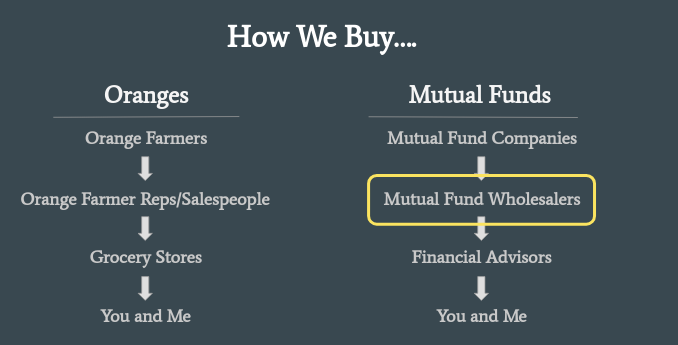 How We Buy....
Oranges
Orange Farmers
Orange Farmer Reps/Salespeople
Grocery Stores
You and Me
Mutual Funds
Mutual Fund Companies
Mutual Fund Wholesalers
Financial Advisors
You and Me